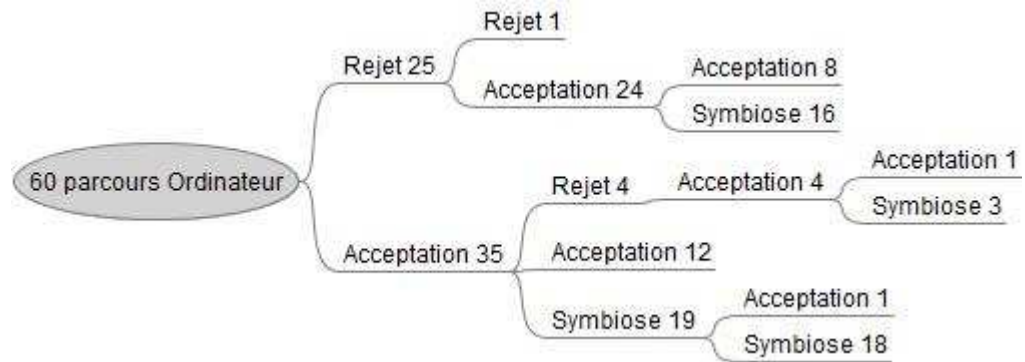 60 parcours Ordinateur
Rejet 25
Rejet 1
Acceptation 24
Acceptation 8
Symbiose 16
Acceptation 35
Rejet 4
Acceptation 4
Acceptation 1
Symbiose 3
Acceptation 12
Symbiose 19
Acceptation 1
Symbiose 18